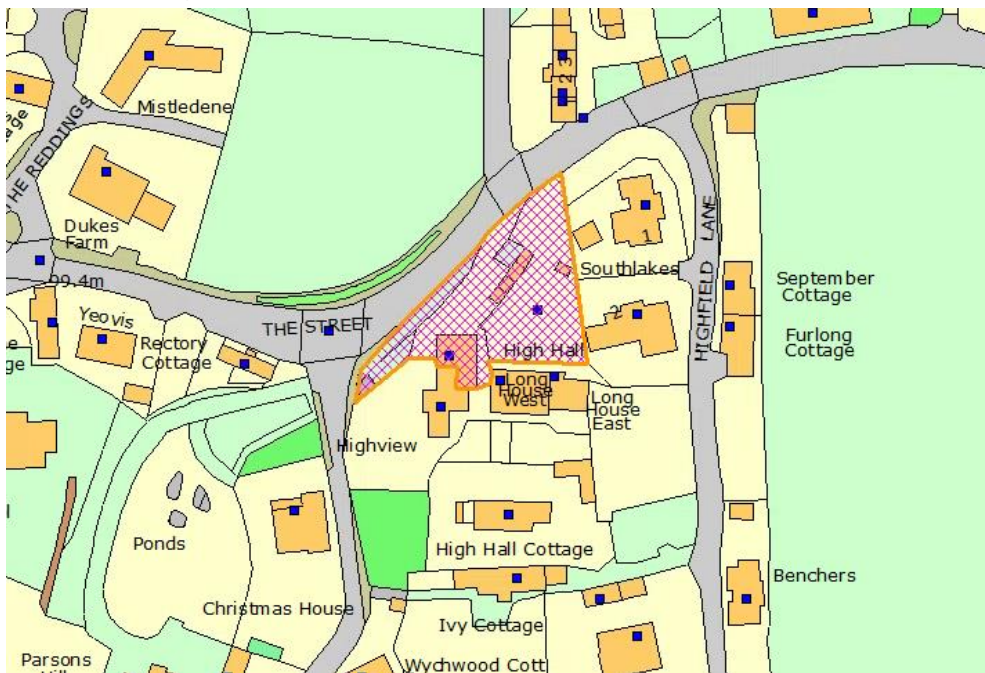 2 3
Mistledene
THE REDDINGS
Dukes
Farm
99.4m
Yeovis
Rectory
Cottage
THE STREET
1
Southlakes
2
HIGHFIELD LANE
September
Cottage
Furlong
Cottage
High Hall
Long
House
West
Long
House
East
Highview
High Hall Cottage
Ponds
Christmas House
Ivy Cottage
Benchers
Wychwood Cott
Parsons